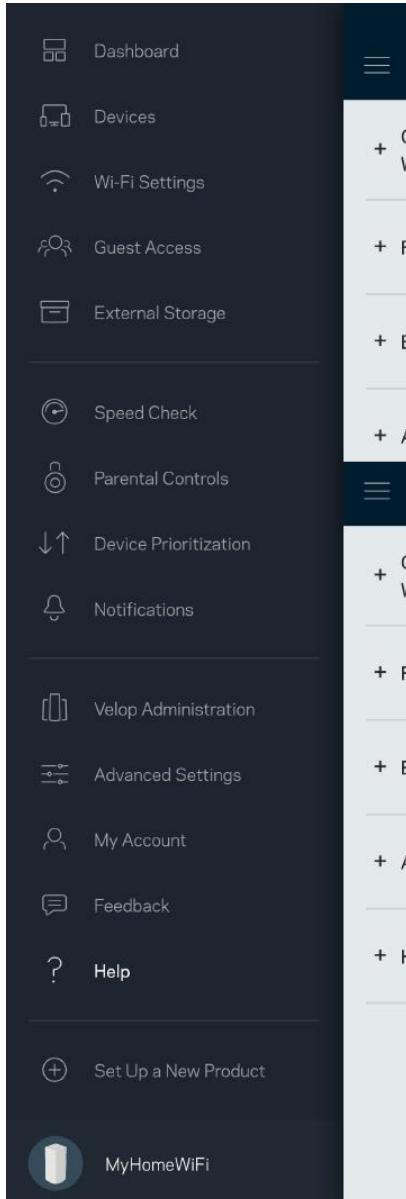 Dashboard
Devices
Wi-Fi Settings
Guest Access
External Storage
Speed Check
Parental Controls
Device Prioritization
Notifications
Velop Administration
Advanced Settings
My Account
Feedback
Help
Set Up a New Product
MyHomeWiFi